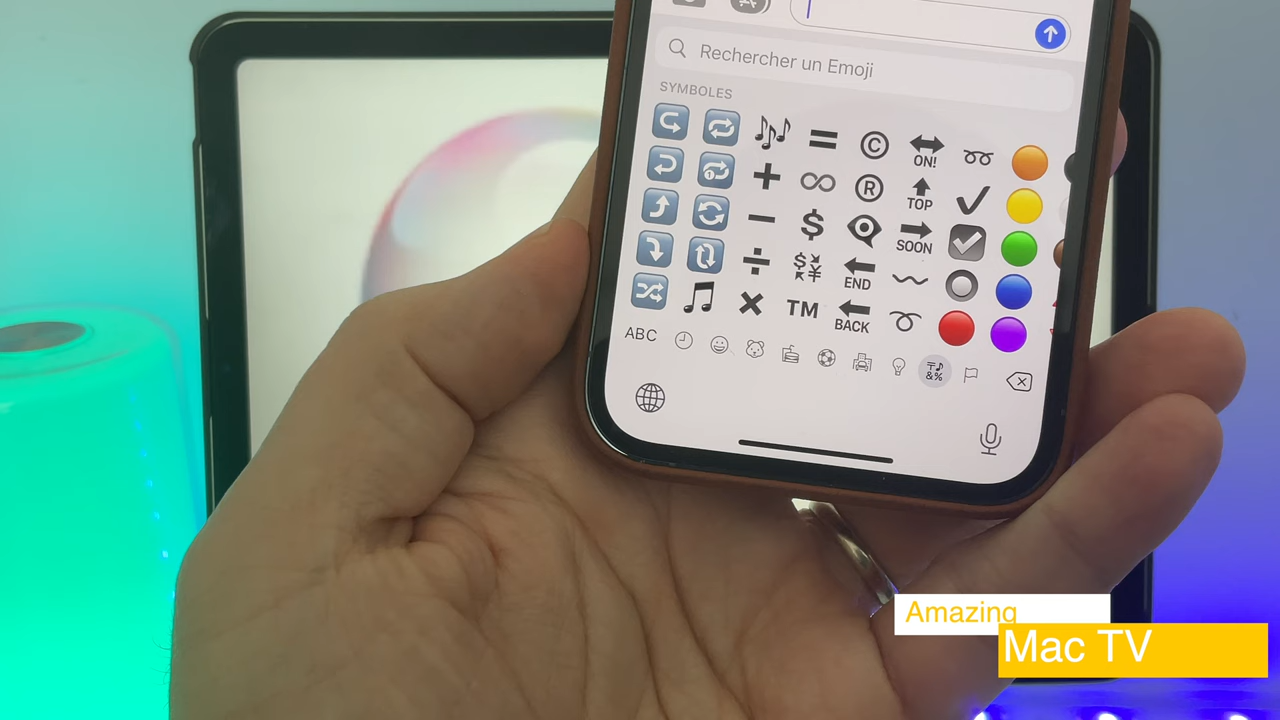 Rechercher un Emoji
SYMBOLES
= © ON!
+ ∞ ® TOP
− $ SOON
÷ $ ¥ END
TM BACK
ABC
&%
Amazing
Mac TV